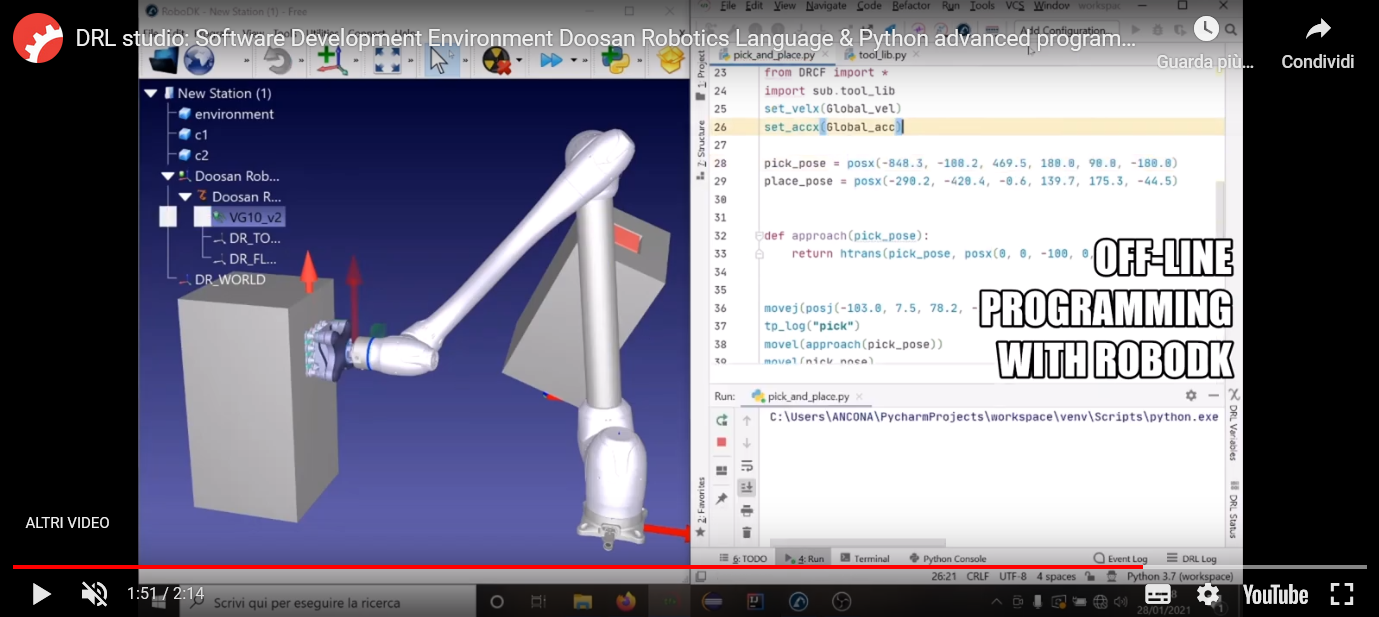 RoboDK - New Station (1) - Free
DRL studio: Software Development Environment Doosan Robotics Language & Python advanced program...
Guarda più...
Condividi
File Edit View Navigate Code Refactor Run Tools VCS Window workspac
Add Configuration...
pick_and_place.py
tool_lib.py
1: Project
Z: Structure
New Station (1)
environment
c1
c2
Doosan Rob...
Doosan R...
VG10_v2
DR_TO...
DR_FL...
DR_WORLD
23 from DRCF import *
24 import sub.tool_lib
25 set_velx(Global_vel)
26 set_accx(Global_acc)
27
28 pick_pose = posx(-848.3, -108.2, 469.5, 180.0, 90.0, -180.0)
29 place_pose = posx(-290.2, -420.4, -0.6, 139.7, 175.3, -44.5)
30
31
32 def approach(pick_pose):
33 return htrans(pick_pose, posx(0, 0, -100, 0,
34
35
36 movej(posj(-103.0, 7.5, 78.2, -
37 tp_log("pick")
38 movel(approach(pick_pose))
39 movel(pick_pose)
OFF-LINE
PROGRAMMING
WITH ROBODK
Run: pick_and_place.py
C:\Users\ANCONA\PycharmProjects\workspace\venv\Scripts\python.exe
DRL Variables
DRL Status
2: Favorites
ALTRI VIDEO
6: TODO
4: Run
Terminal
Python Console
Event Log
DRL Log
26:21 CRLF UTF-8 4 spaces
Python 3.7 (workspace)
1:51 / 2:14
Scrivi qui per eseguire la ricerca
28/01/2021
YouTube